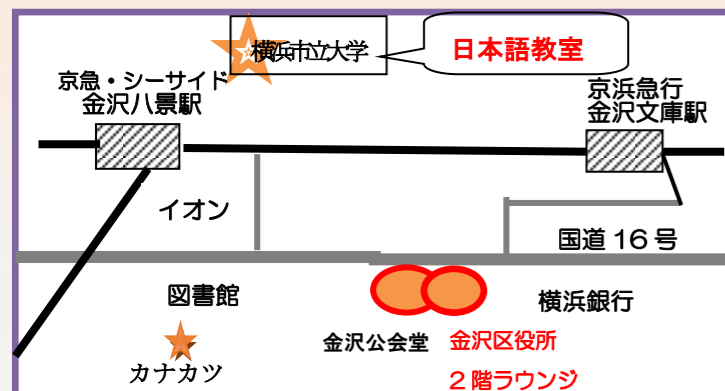 横浜市立大学
日本語教室
京急・シーサイド
金沢八景駅
京浜急行
金沢文庫駅
イオン
国道16号
図書館
横浜銀行
金沢公会堂
金沢区役所
2階ラウンジ
カナカツ